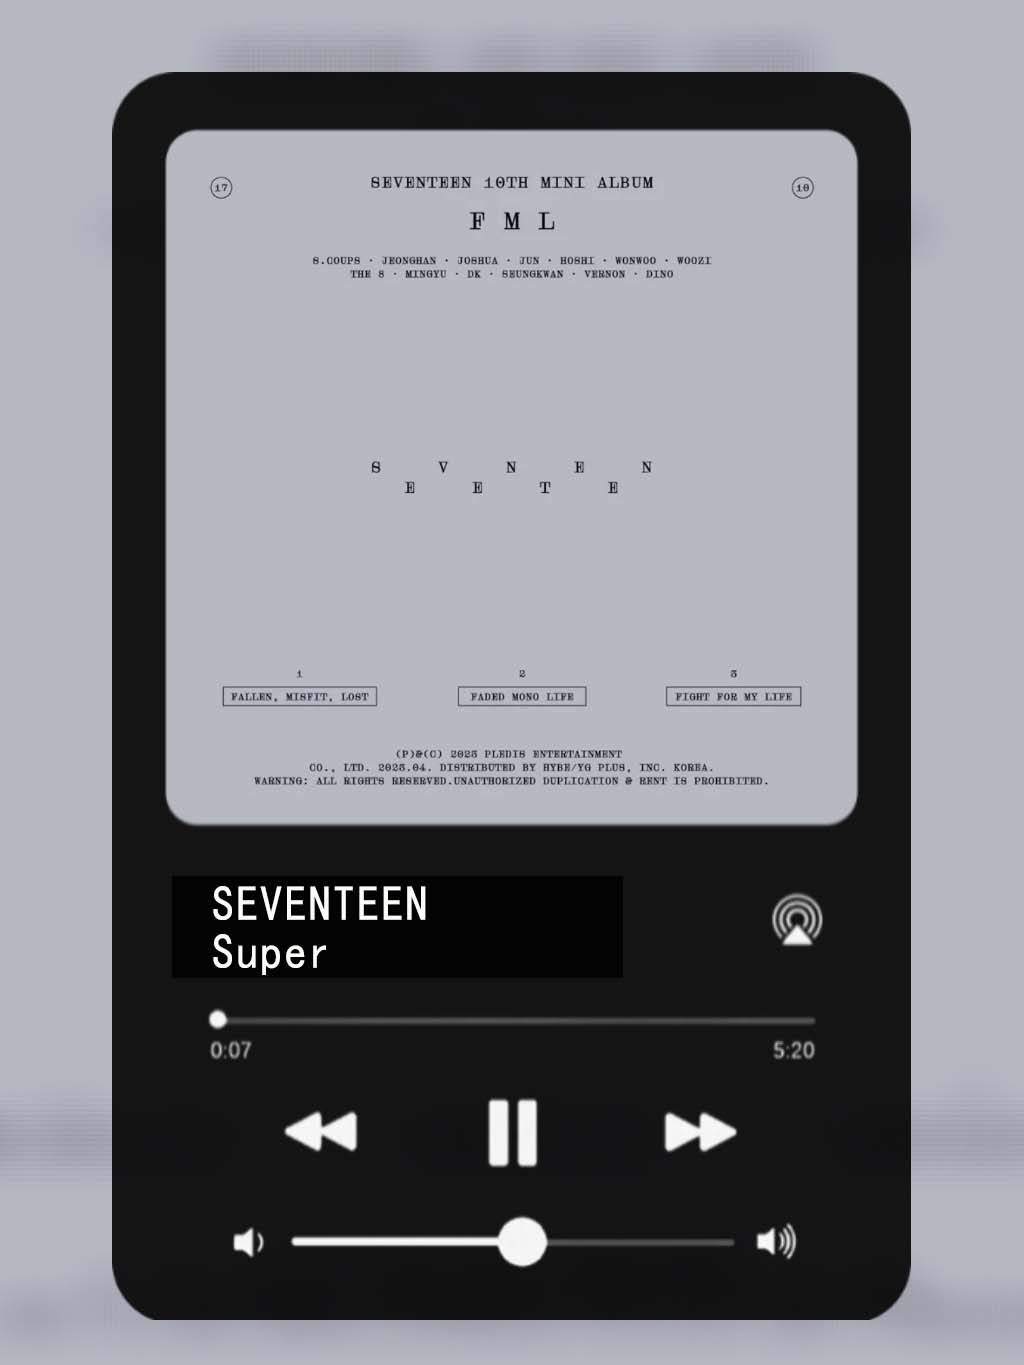 17
SEVENTEEN 10TH MINI ALBUM
10
F M L
S.COUPS · JEONGHAN · JOSHUA · JUN · HOSHI · WONWOO · WOOZI
THE 8 · MINGYU · DK · SEUNGKWAN · VERNON · DINO
S V N E N
E E T E
1 2 3
FALLEN, MISFIT, LOST
FADED MONO LIFE
FIGHT FOR MY LIFE
(P)&(C) 2023 PLEDIS ENTERTAINMENT
CO., LTD. 2023.04. DISTRIBUTED BY HYBE/YG PLUS, INC. KOREA.
WARNING: ALL RIGHTS RESERVED.UNAUTHORIZED DUPLICATION & RENT IS PROHIBITED.
SEVENTEEN
Super
0:07
5:20